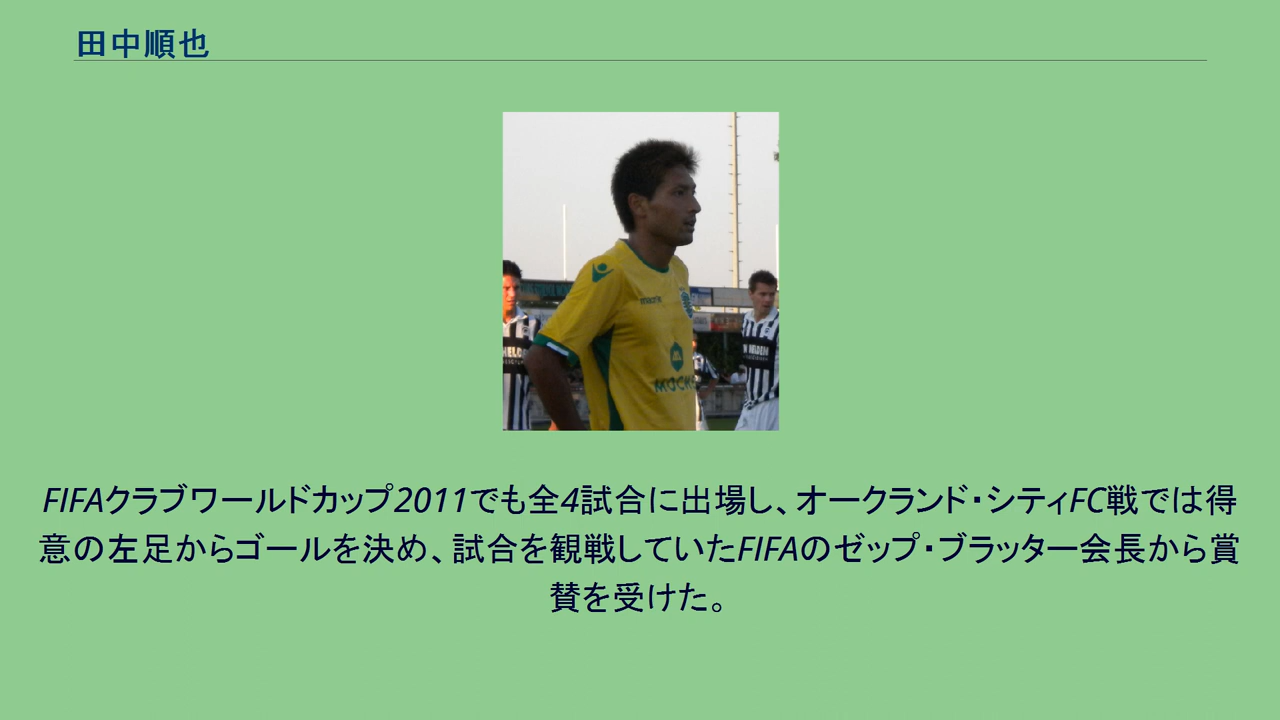 田中順也
FIFAクラブワールドカップ2011でも全4試合に出場し、オークランド・シティFC戦では得
意の左足からゴールを決め、試合を観戦していたFIFAのゼップ・ブラッター会長から賞
賛を受けた。
macron